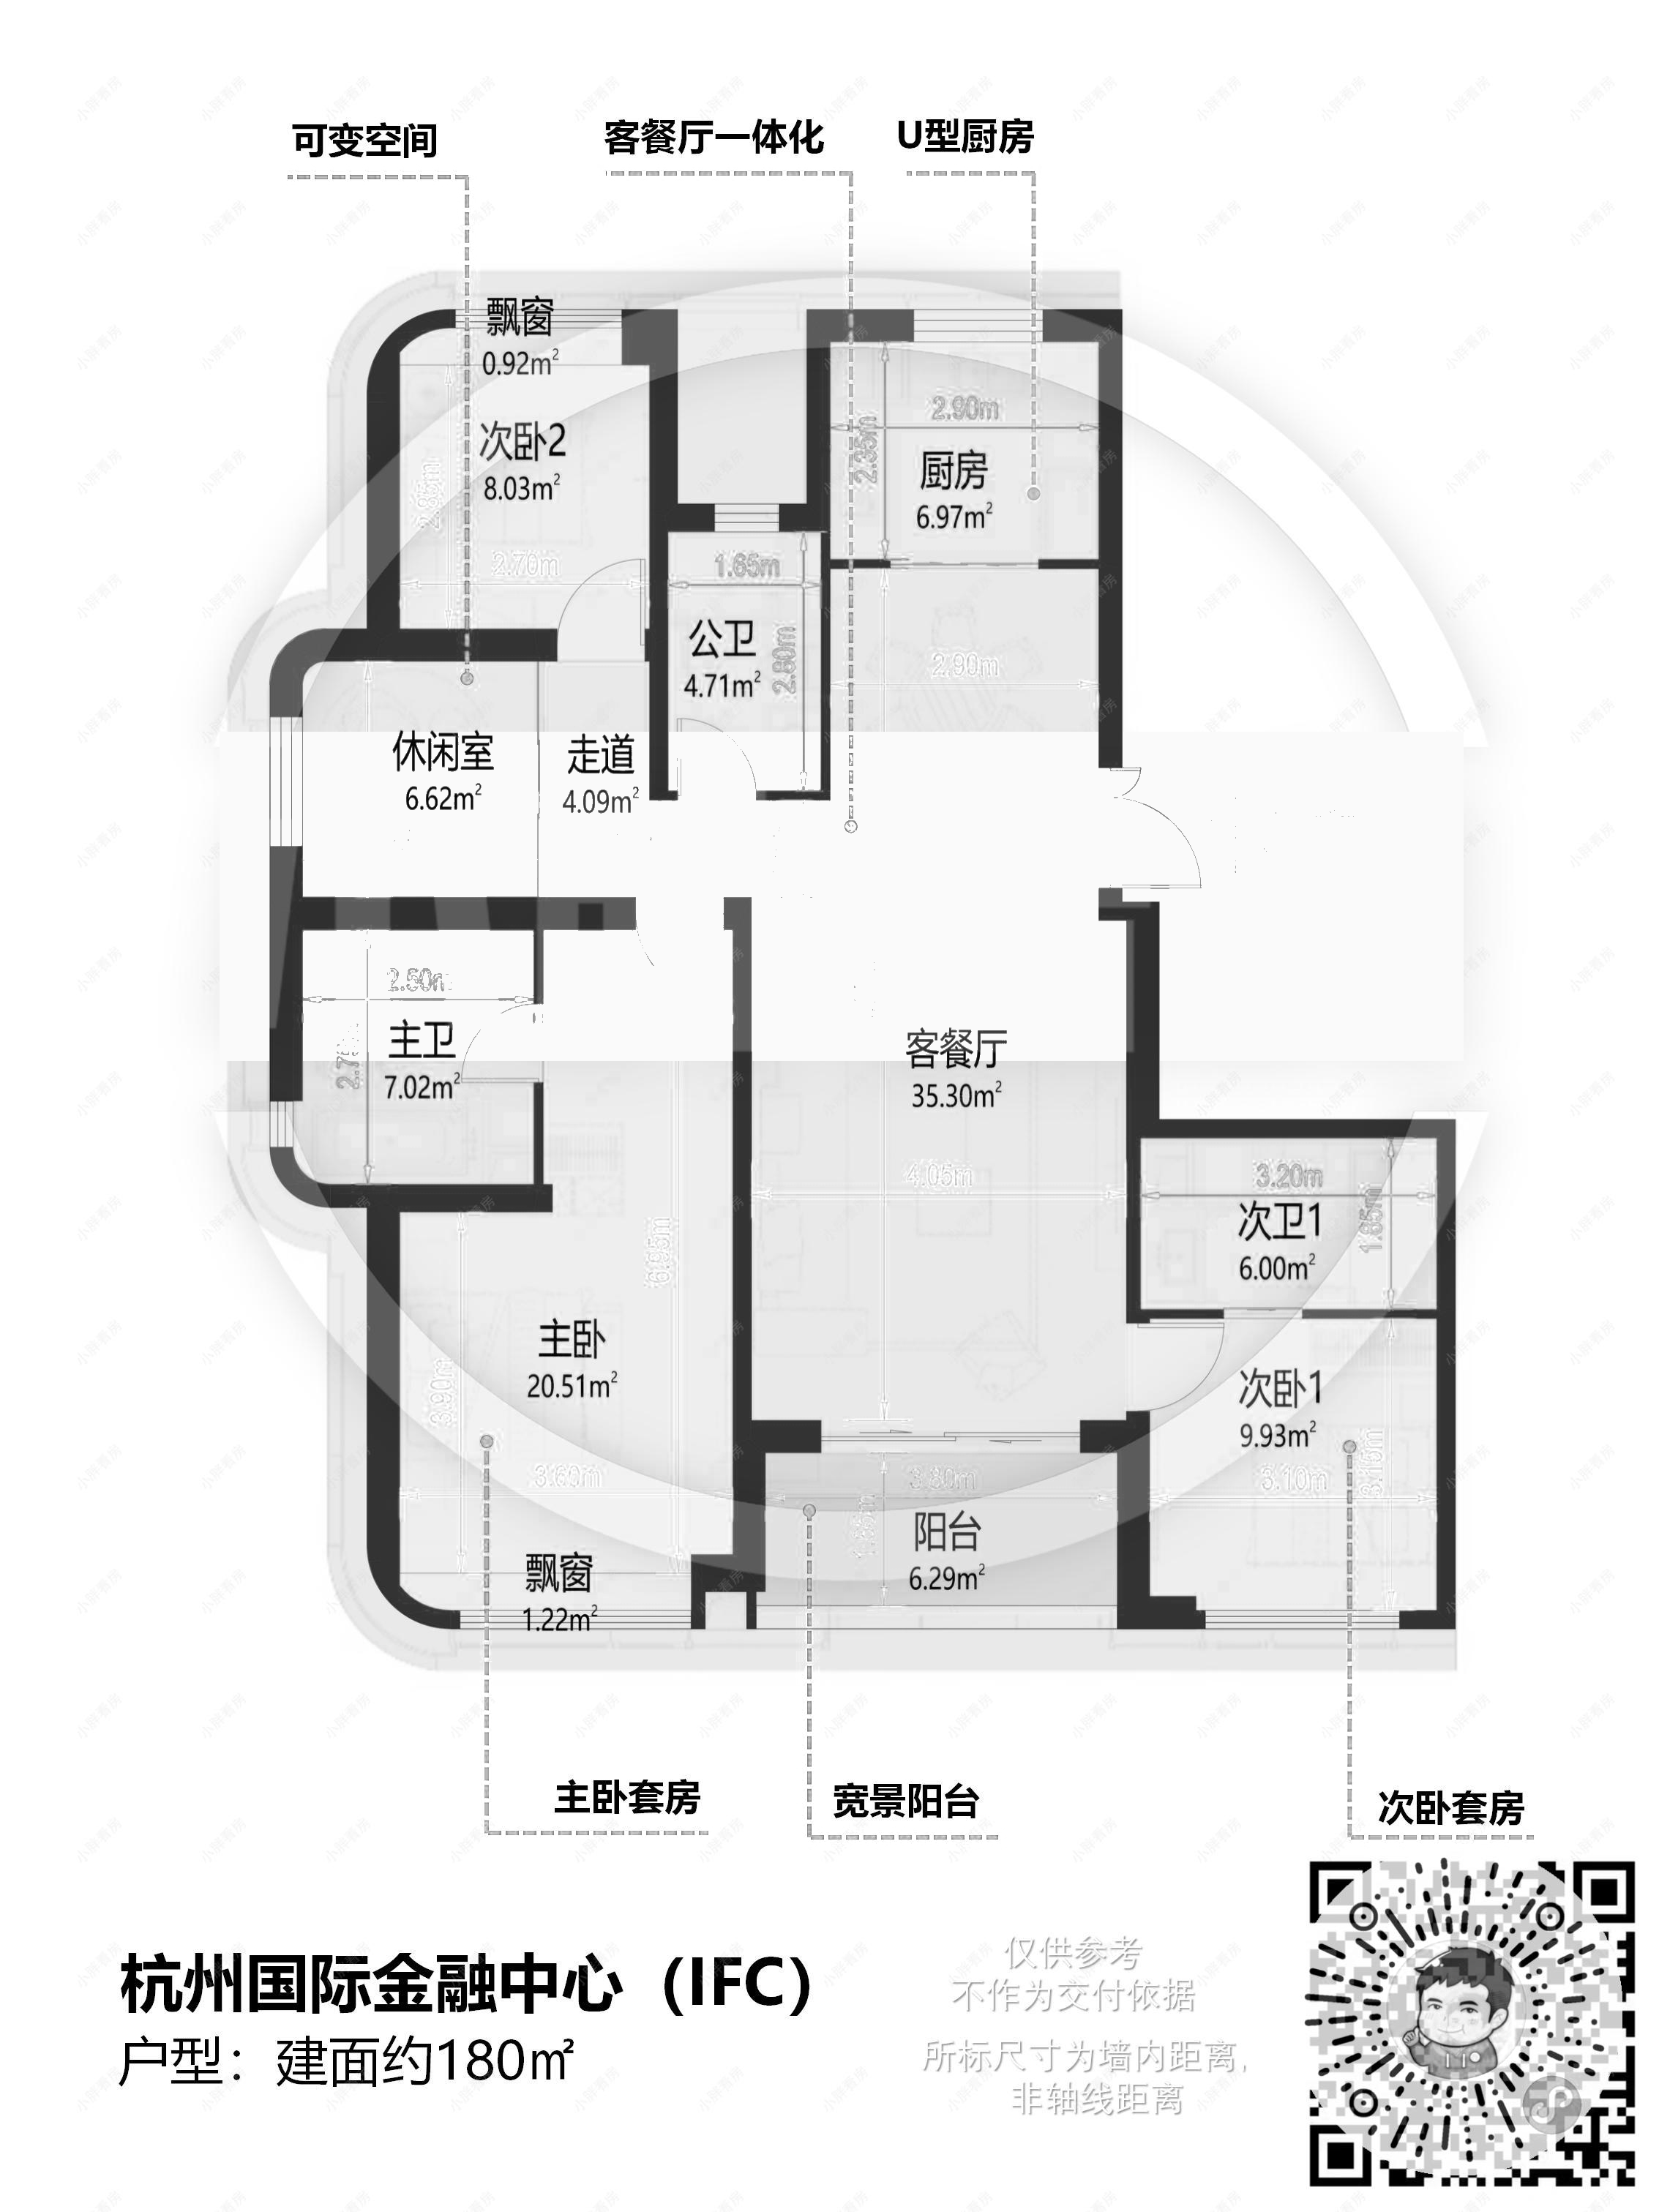 可变空间
客餐厅一体化
U型厨房
飘窗
0.92m²
次卧2
8.03m²
2.70m
2.90m
2.35m
厨房
6.97m²
1.65m
公卫
4.71m²
2.80m
2.90m
休闲室
6.62m²
走道
4.09m²
2.50m
主卫
7.02m²
客餐厅
35.30m²
4.05m
3.20m
次卫1
6.00m²
1.85m
主卧
20.51m²
3.90m
3.60m
次卧1
9.93m²
3.10m
3.10m
3.80m
阳台
6.29m²
飘窗
1.22m²
主卧套房
宽景阳台
次卧套房
杭州国际金融中心（IFC）
户型：建面约180㎡
仅供参考
不作为交付依据
所标尺寸为墙内距离,
非轴线距离
小胖看房